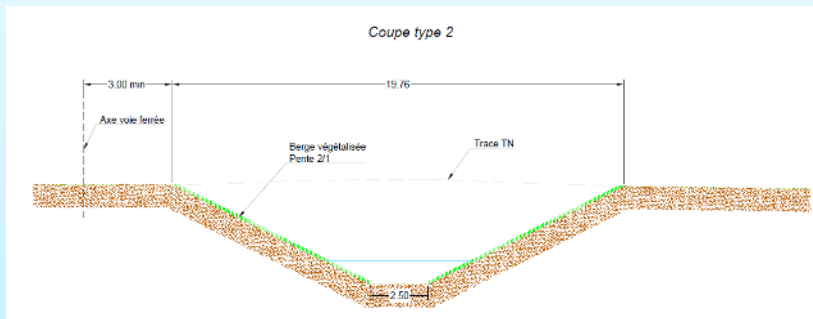 Coupe type 2
3.00 min
19.76
Axe voie ferrée
Berge végétalisée
Pente 2/1
Trace TN
2.50